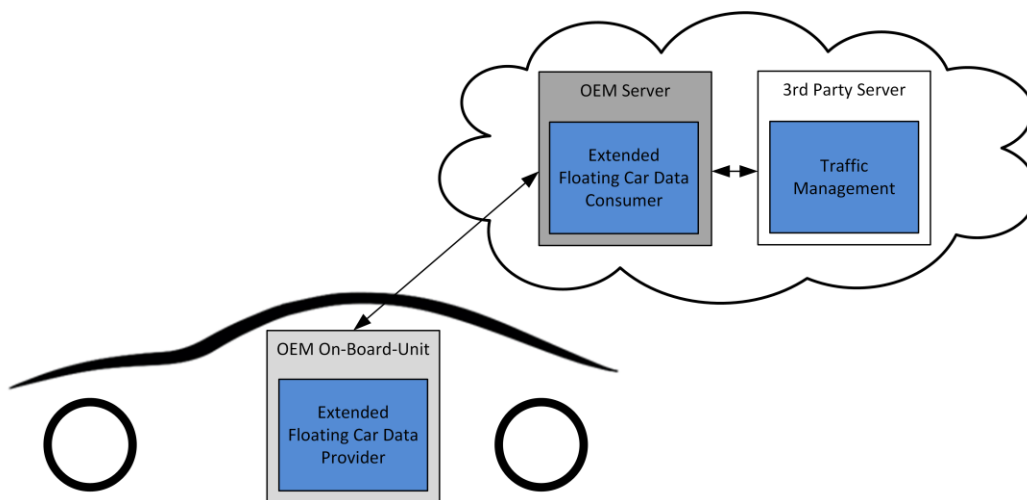 OEM Server
Extended
Floating Car Data
Consumer
3rd Party Server
Traffic
Management
OEM On-Board-Unit
Extended
Floating Car Data
Provider